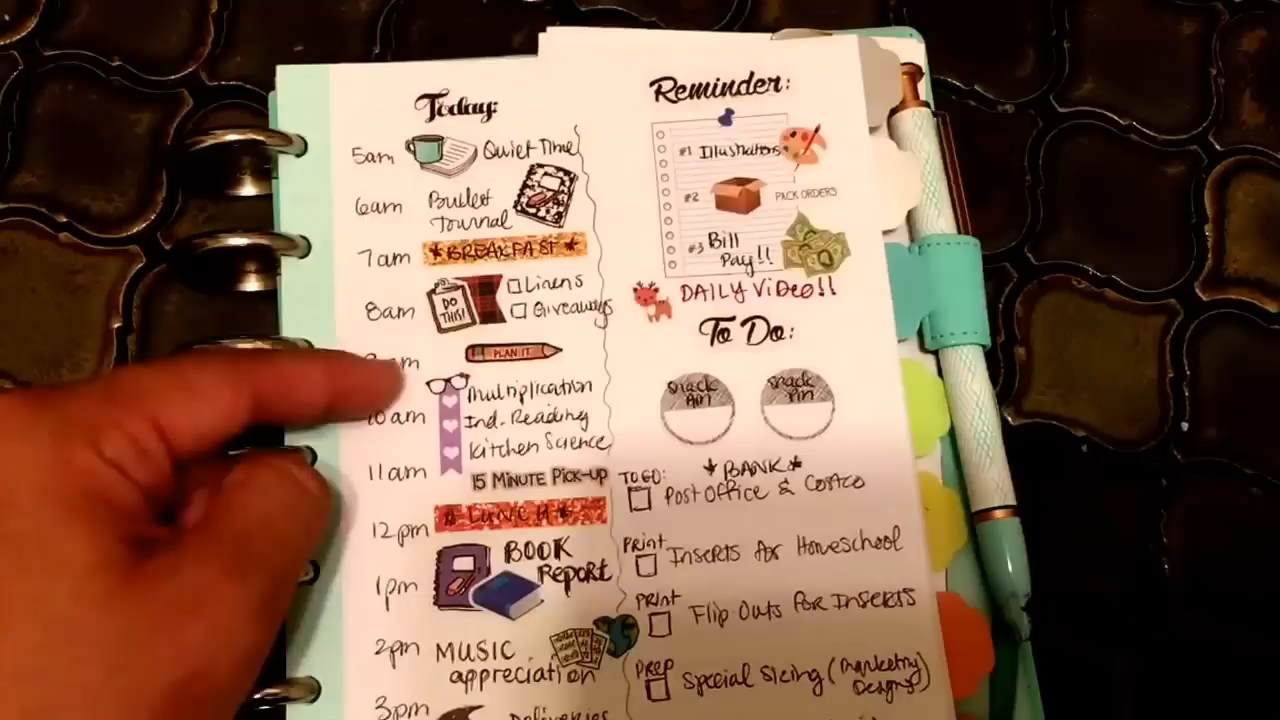 Today:
5am Quiet Time
6am Bullet
Journal
7am *BREAKFAST*
8am DO THIS! Linens
Giveaways
am PLAN IT
Multiplication
10am Ind. Reading
Kitchen Science
11am 15 Minute Pick-up
12pm *LUNCH*
1pm BOOK
Report
2pm MUSIC
appreciation
3pm Deliveries
Reminder:
#1 Illustrations
#2 PACK ORDERS
#3 Bill
Pay!!
DAILY VIDEO!!
To Do:
Snack AM Snack PM
TO GO: *BANK*
Post Office & Costco
PRINT Inserts for Homeschool
PRINT Flip Outs for Inserts
PREP Special Sizing (Marketing
Designs)